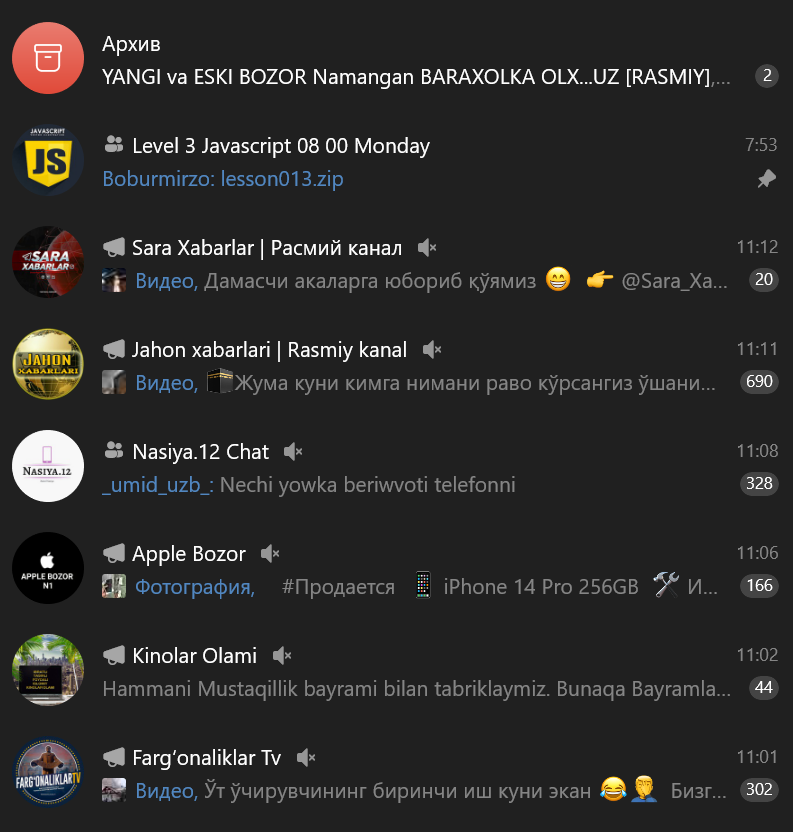 Архив
YANGI va ESKI BOZOR Namangan BARAXOLKA OLX...UZ [RASMIY],...
2
JAVASCRIPT
JS
Level 3 Javascript 08 00 Monday
7:53
Boburmirzo: lesson013.zip
SARA
XABARLAR
Sara Xabarlar | Расмий канал
11:12
Видео, Дамасчи акаларга юбориб қўямиз 😁 👉 @Sara_Xa...
20
JAHON
XABARLARI
Jahon xabarlari | Rasmiy kanal
11:11
Видео, 🕋Жума куни кимга нимани раво кўрсангиз ўшани...
690
NASIYA.12
Nasiya.12 Chat
11:08
_umid_uzb_: Nechi yowka beriwvoti telefonni
328
APPLE BOZOR
N1
Apple Bozor
11:06
Фотография, #Продается 📱 iPhone 14 Pro 256GB 🛠 И...
166
Kinolar Olami
11:02
Hammani Mustaqillik bayrami bilan tabriklaymiz. Bunaqa Bayramla...
44
FARG'ONALIKLARTV
Farg‘onaliklar Tv
11:01
Видео, Ўт ўчирувчининг биринчи иш куни экан 😂🤦‍♂️ Бизг...
302